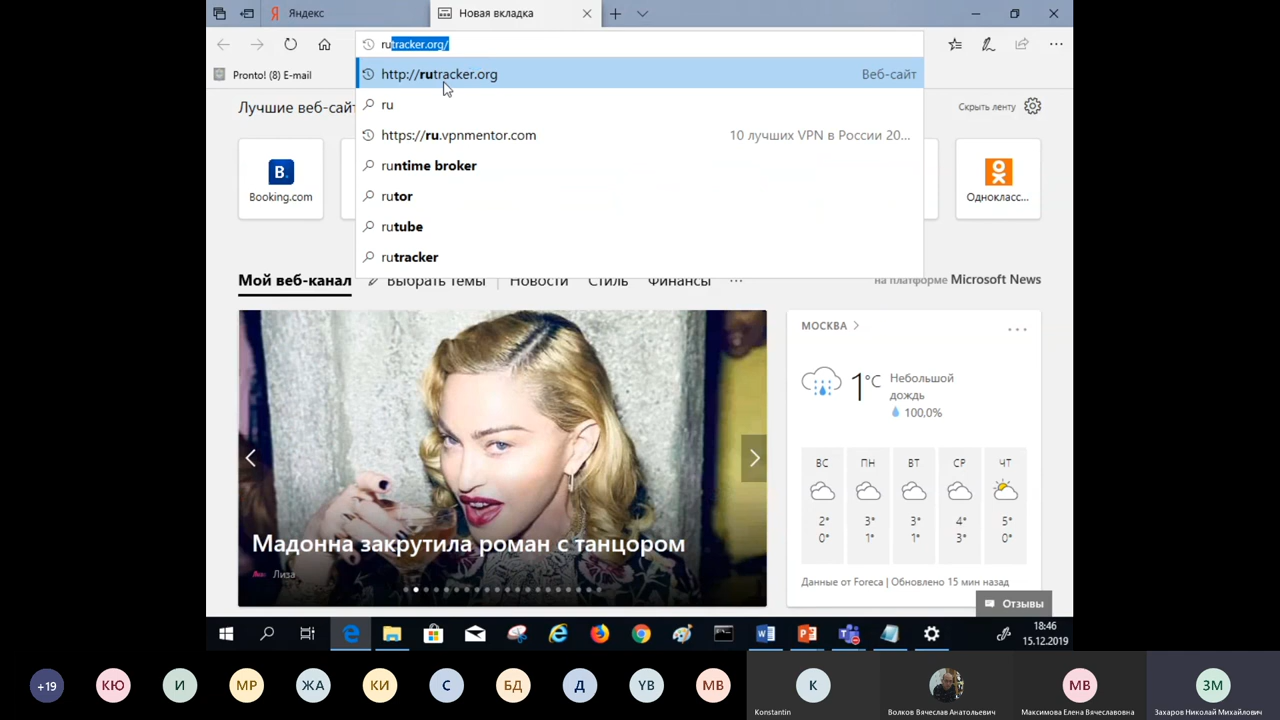 Яндекс
Новая вкладка
rutracker.org/
Pronto! (8) E-mail
http://rutracker.org
Веб-сайт
ru
https://ru.vpnmentor.com
10 лучших VPN в России 20...
runtime broker
rutor
rutube
rutracker
Лучшие веб-сайт
Скрыть ленту
B.
Booking.com
Однокласс...
Мой веб-канал
Выбрать темы
Новости
Стиль
Финансы
...
на платформе Microsoft News
Мадонна закрутила роман с танцором
Лиза
МОСКВА
1°C
Небольшой
дождь
100,0%
ВС ПН ВТ СР ЧТ
2° 3° 3° 4° 5°
0° 1° 1° 3° 0°
Данные от Foreca | Обновлено 15 мин назад
Отзывы
18:46
15.12.2019
+19
КЮ
И
МР
ЖА
КИ
С
БД
Д
YB
МВ
K
Konstantin
Волков Вячеслав Анатольевич
МВ
Максимова Елена Вячеславовна
ЗМ
Захаров Николай Михайлович